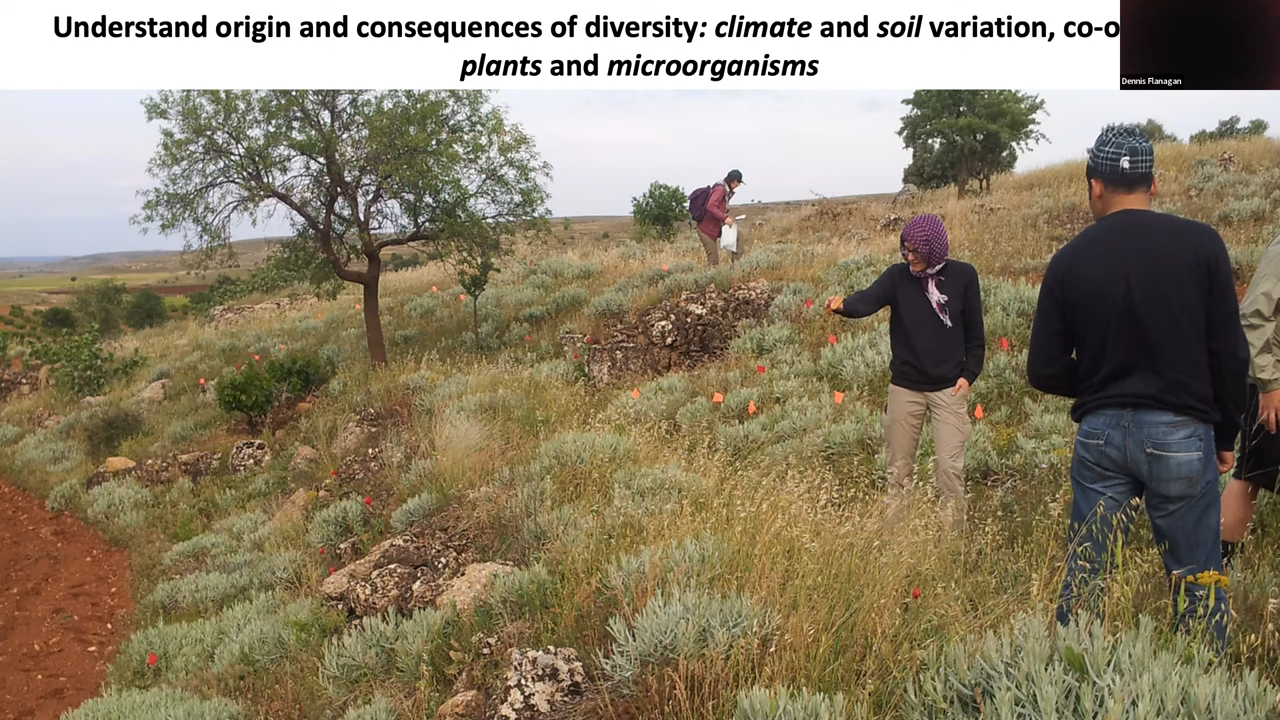 Understand origin and consequences of diversity: climate and soil variation, co-o
plants and microorganisms
Dennis Flanagan